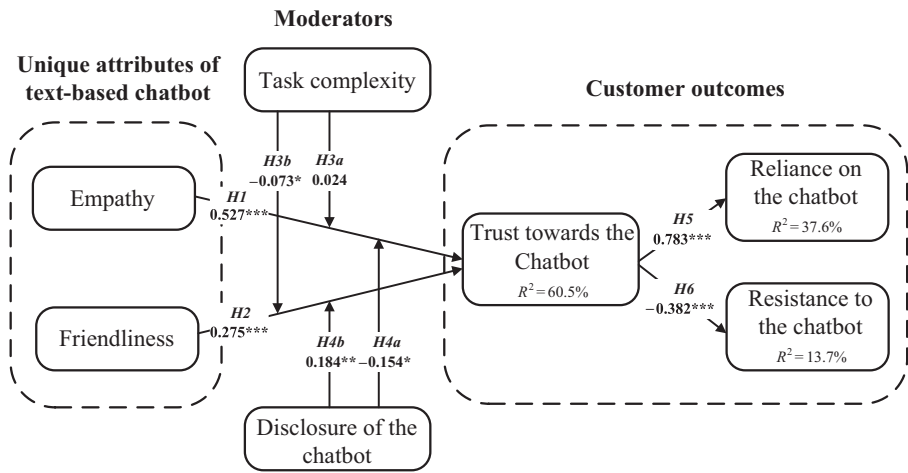 Moderators
Unique attributes of
text-based chatbot
Task complexity
Customer outcomes
H3b
−0.073*
H3a
0.024
Empathy
H1
0.527***
Reliance on
the chatbot
R² = 37.6%
Trust towards the
Chatbot
R² = 60.5%
H5
0.783***
H6
−0.382***
Friendliness
H2
0.275***
H4b
0.184**
H4a
−0.154*
Resistance to
the chatbot
R² = 13.7%
Disclosure of the
chatbot